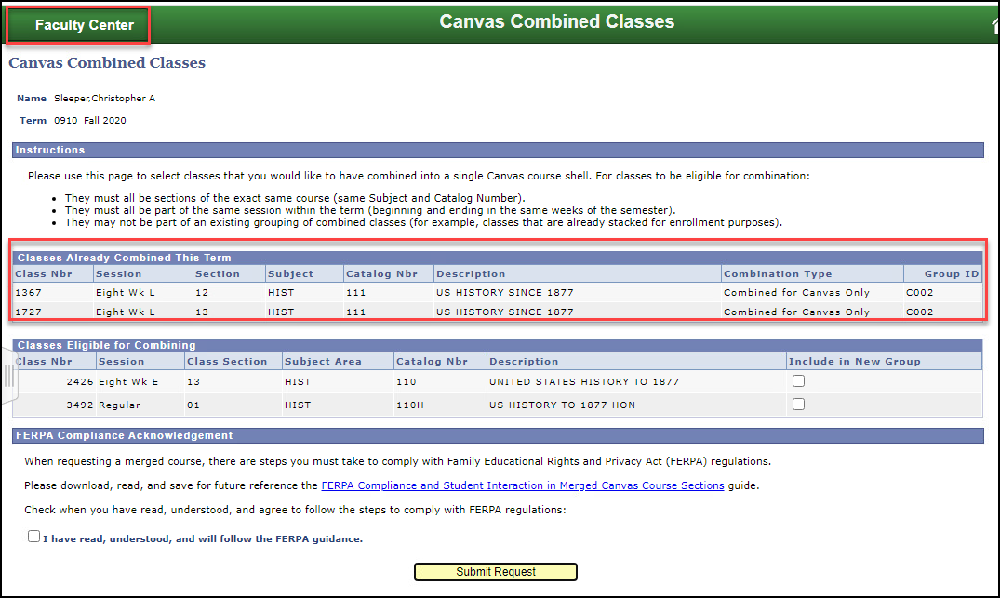 Faculty Center
Canvas Combined Classes
Canvas Combined Classes
Name Sleeper,Christopher A
Term 0910 Fall 2020
Instructions
Please use this page to select classes that you would like to have combined into a single Canvas course shell. For classes to be eligible for combination:
• They must all be sections of the exact same course (same Subject and Catalog Number).
• They must all be part of the same session within the term (beginning and ending in the same weeks of the semester).
• They may not be part of an existing grouping of combined classes (for example, classes that are already stacked for enrollment purposes).
Classes Already Combined This Term
Class Nbr Session Section Subject Catalog Nbr Description Combination Type Group ID
1367 Eight Wk L 12 HIST 111 US HISTORY SINCE 1877 Combined for Canvas Only C002
1727 Eight Wk L 13 HIST 111 US HISTORY SINCE 1877 Combined for Canvas Only C002
Classes Eligible for Combining
Class Nbr Session Class Section Subject Area Catalog Nbr Description Include in New Group
2426 Eight Wk E 13 HIST 110 UNITED STATES HISTORY TO 1877
3492 Regular 01 HIST 110H US HISTORY TO 1877 HON
FERPA Compliance Acknowledgement
When requesting a merged course, there are steps you must take to comply with Family Educational Rights and Privacy Act (FERPA) regulations.
Please download, read, and save for future reference the FERPA Compliance and Student Interaction in Merged Canvas Course Sections guide.
Check when you have read, understood, and agree to follow the steps to comply with FERPA regulations:
I have read, understood, and will follow the FERPA guidance.
Submit Request